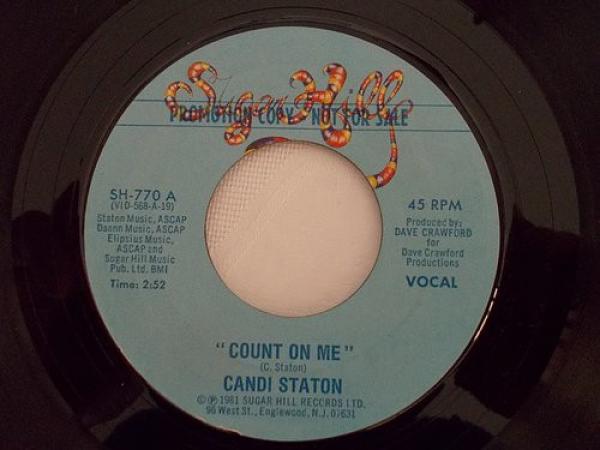 Sugar Hill
PROMOTION COPY NOT FOR SALE
SH-770 A
(VID-568-A-19)
Staton Music, ASCAP
Daann Music, ASCAP
Elipsius Music,
ASCAP and
Sugar Hill Music
Pub. Ltd. BMI
Time: 2:52
45 RPM
Produced by:
DAVE CRAWFORD
for
Dave Crawford
Productions
VOCAL
"COUNT ON ME"
(C. Staton)
CANDI STATON
© ℗ 1981 SUGAR HILL RECORDS LTD.
96 West St., Englewood, N.J. 07631